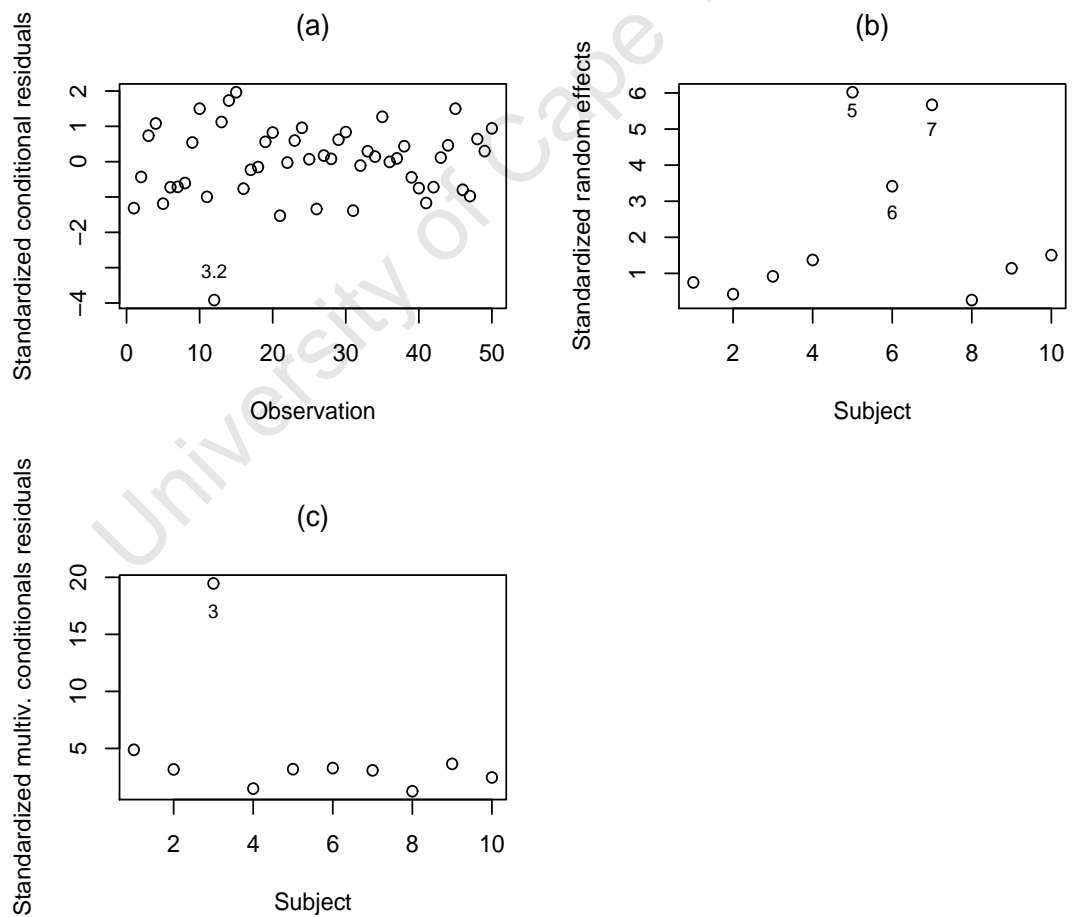 (a)
Standardized conditional residuals
2
1
0
−2
−4
3.2
0 10 20 30 40 50
Observation
(b)
Standardized random effects
6
5
4
3
2
1
5
7
6
2 4 6 8 10
Subject
(c)
Standardized multiv. conditionals residuals
20
15
10
5
3
2 4 6 8 10
Subject
University of Cape